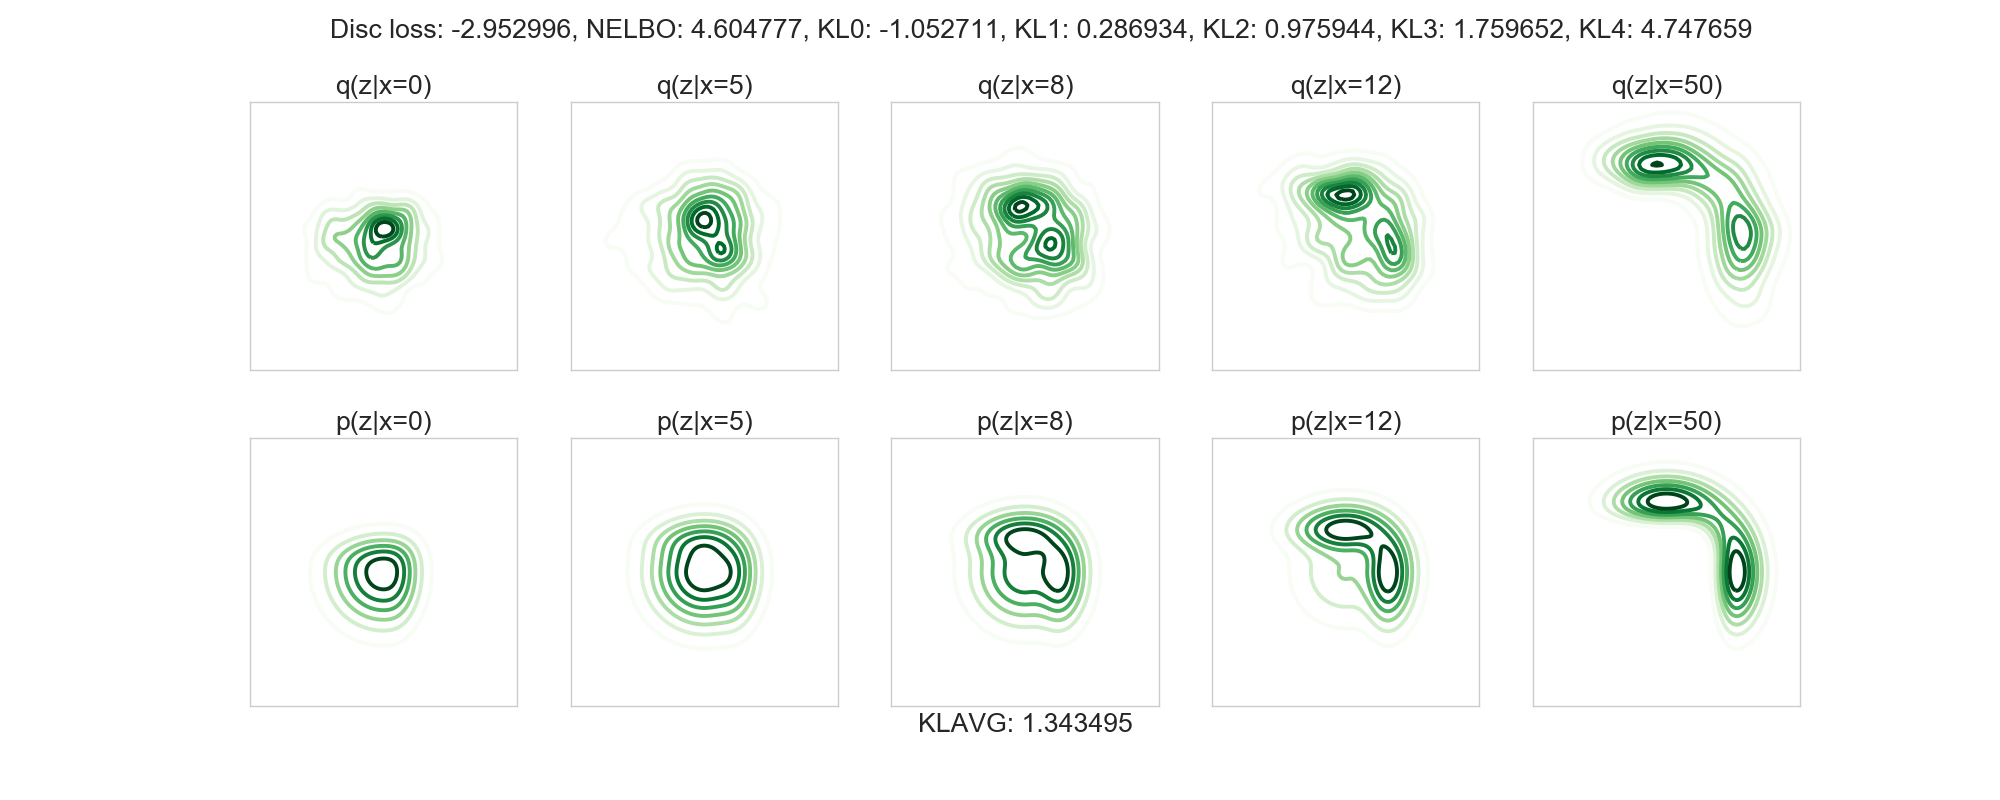 Disc loss: -2.952996, NELBO: 4.604777, KL0: -1.052711, KL1: 0.286934, KL2: 0.975944, KL3: 1.759652, KL4: 4.747659
q(z|x=0) q(z|x=5) q(z|x=8) q(z|x=12) q(z|x=50)
p(z|x=0) p(z|x=5) p(z|x=8) p(z|x=12) p(z|x=50)
KLAVG: 1.343495